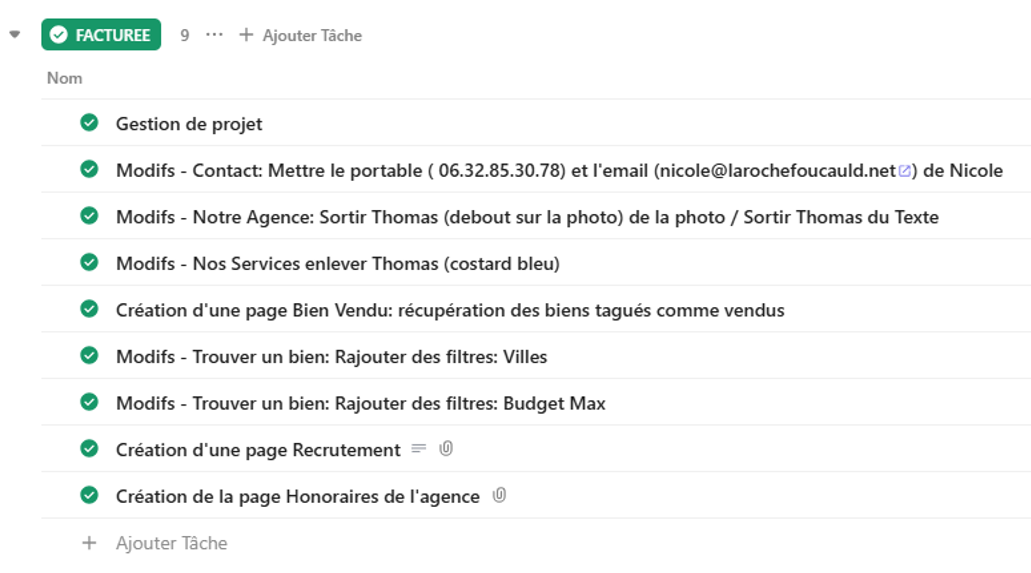 FACTUREE 9 ... + Ajouter Tâche
Nom
Gestion de projet
Modifs - Contact: Mettre le portable ( 06.32.85.30.78) et l'email (nicole@larochefoucauld.net) de Nicole
Modifs - Notre Agence: Sortir Thomas (debout sur la photo) de la photo / Sortir Thomas du Texte
Modifs - Nos Services enlever Thomas (costard bleu)
Création d'une page Bien Vendu: récupération des biens tagués comme vendus
Modifs - Trouver un bien: Rajouter des filtres: Villes
Modifs - Trouver un bien: Rajouter des filtres: Budget Max
Création d'une page Recrutement
Création de la page Honoraires de l'agence
+ Ajouter Tâche